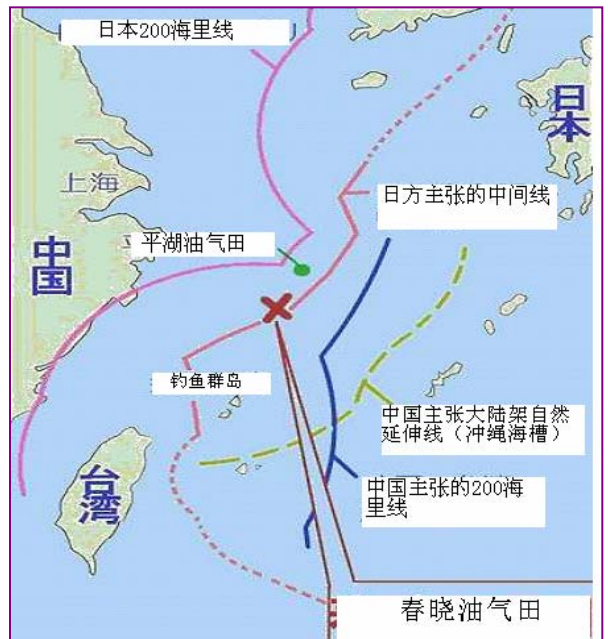 日本200海里线
日本
上海
日方主张的中间线
平湖油气田
中国
钓鱼群岛
中国主张大陆架自然
延伸线（冲绳海槽）
台湾
中国主张的200海
里线
春晓油气田